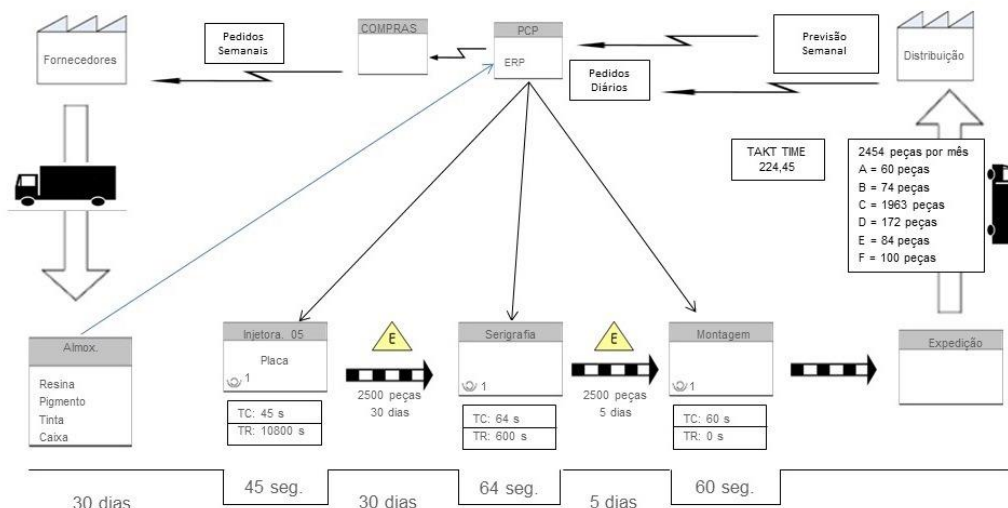 Fornecedores
Pedidos
Semanais
COMPRAS
PCP
ERP
Pedidos
Diários
Previsão
Semanal
Distribuição
TAKT TIME
224,45
2454 peças por mês
A = 60 peças
B = 74 peças
C = 1963 peças
D = 172 peças
E = 84 peças
F = 100 peças
Almox.
Resina
Pigmento
Tinta
Caixa
Injetora. 05
Placa
1
TC: 45 s
TR: 10800 s
E
2500 peças
30 dias
Serigrafia
1
TC: 64 s
TR: 600 s
E
2500 peças
5 dias
Montagem
1
TC: 60 s
TR: 0 s
Expedição
30 dias
45 seg.
30 dias
64 seg.
5 dias
60 seg.